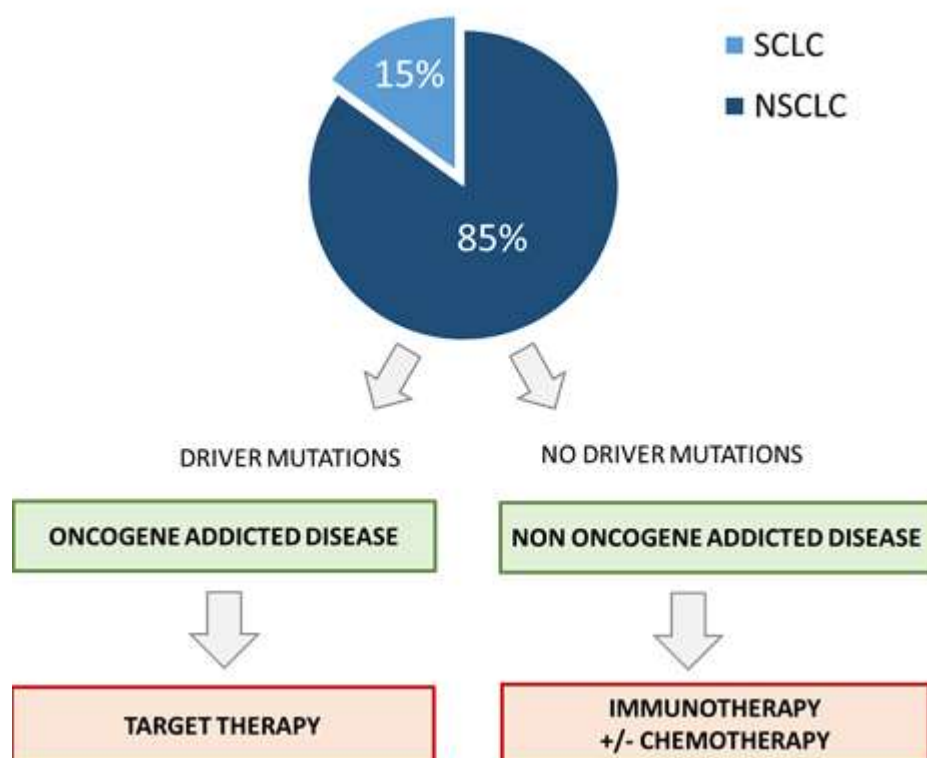 15%
SCLC
NSCLC
85%
DRIVER MUTATIONS
NO DRIVER MUTATIONS
ONCOGENE ADDICTED DISEASE
NON ONCOGENE ADDICTED DISEASE
TARGET THERAPY
IMMUNOTHERAPY
+/- CHEMOTHERAPY